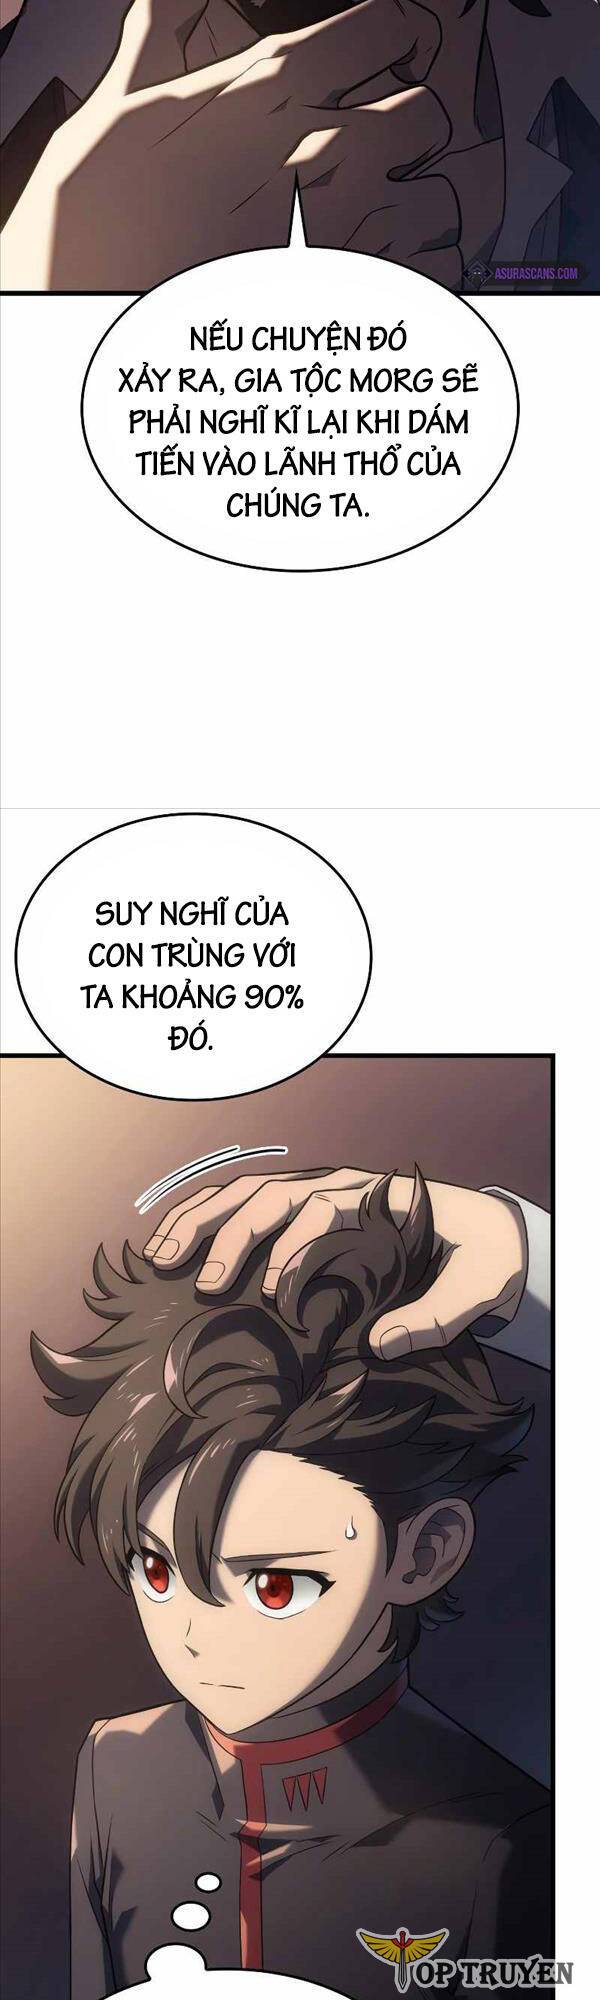 ASURASCANS.COM
NẾU CHUYỆN ĐÓ
XẢY RA, GIA TỘC MORG SẼ
PHẢI NGHĨ KĨ LẠI KHI DÁM
TIẾN VÀO LÃNH THỔ CỦA
CHÚNG TA.
SUY NGHĨ CỦA
CON TRÙNG VỚI
TA KHOẢNG 90%
ĐÓ.
TOP TRUYEN